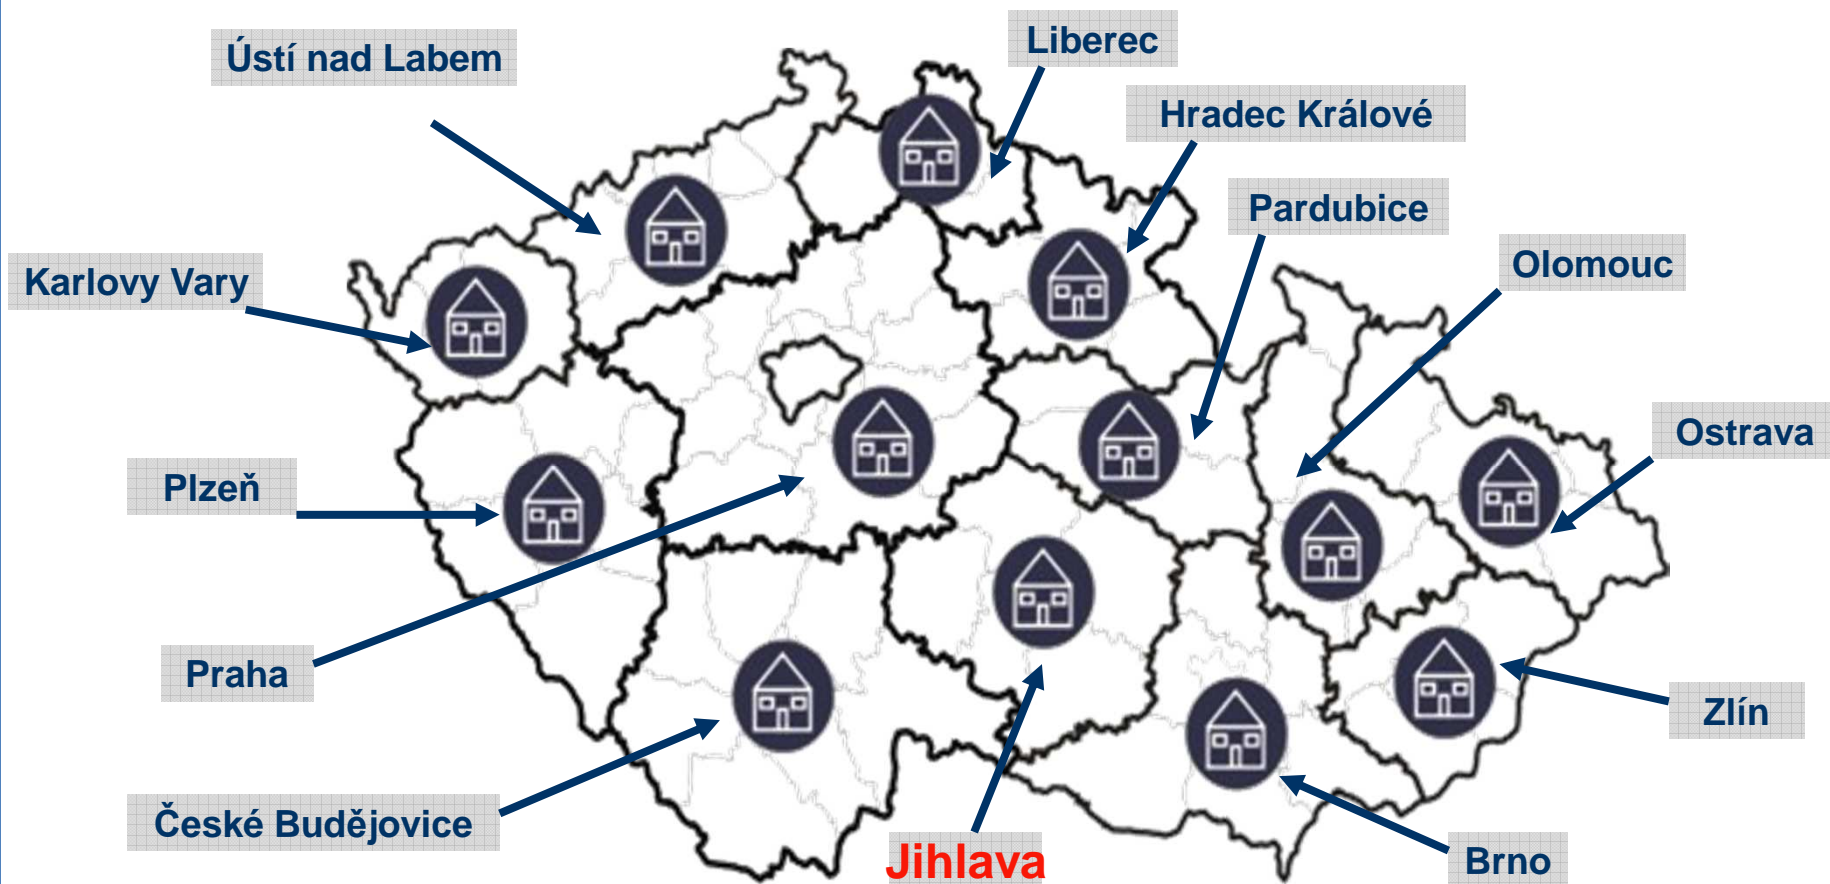 Liberec
Ústí nad Labem
Hradec Králové
Pardubice
Olomouc
Karlovy Vary
Ostrava
Plzeň
Praha
Zlín
České Budějovice
Jihlava
Brno